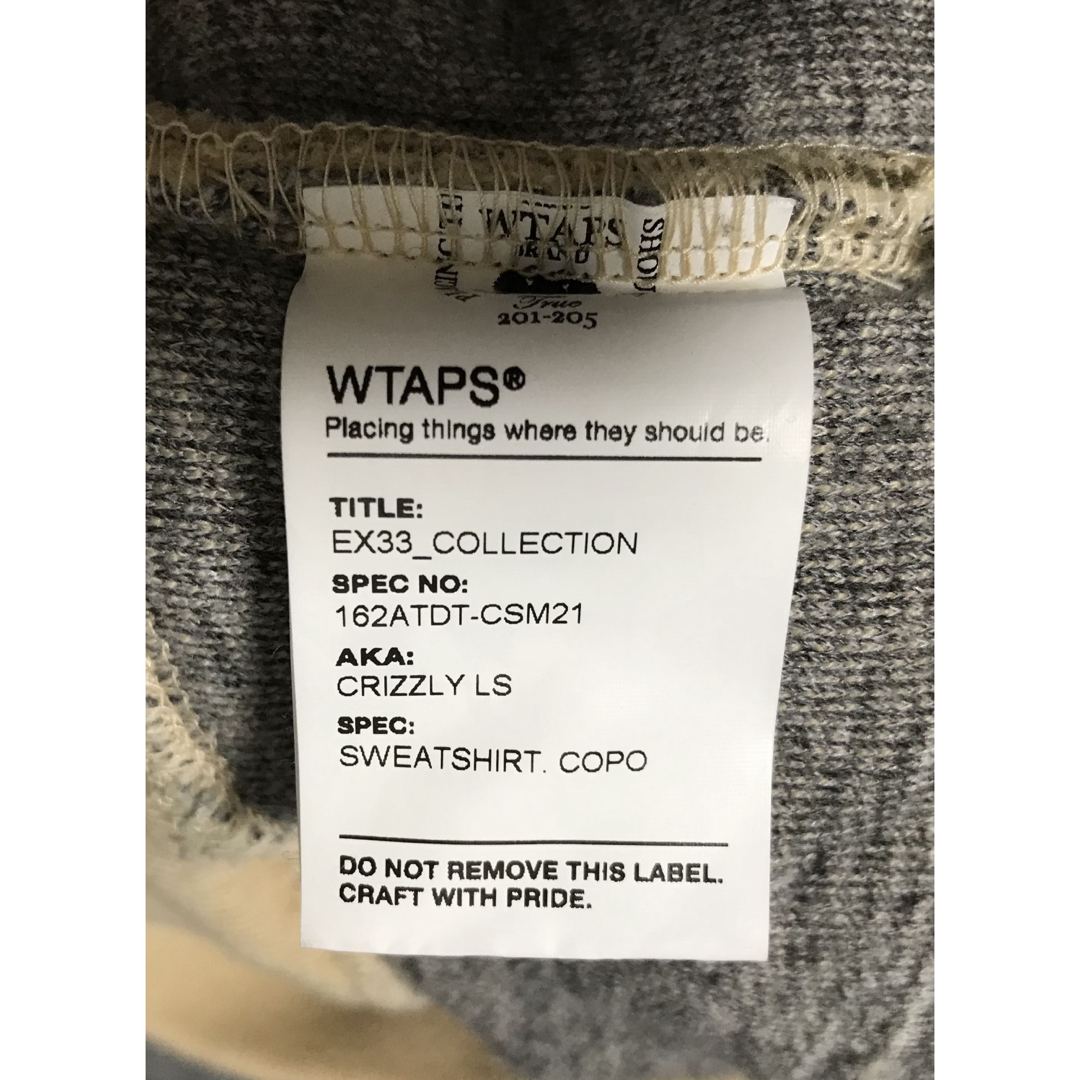 WTAPS
True
201-205
WTAPS®
Placing things where they should be.
TITLE:
EX33_COLLECTION
SPEC NO:
162ATDT-CSM21
AKA:
CRIZZLY LS
SPEC:
SWEATSHIRT. COPO
DO NOT REMOVE THIS LABEL.
CRAFT WITH PRIDE.